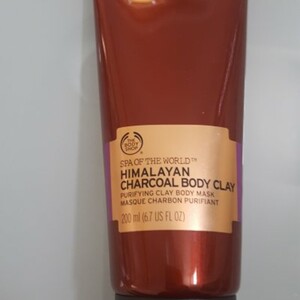 THE
BODY
SHOP
SPA OF THE WORLD™
HIMALAYAN
CHARCOAL BODY CLAY
PURIFYING CLAY BODY MASK
MASQUE CHARBON PURIFIANT
200 ml (6.7 US FL OZ)